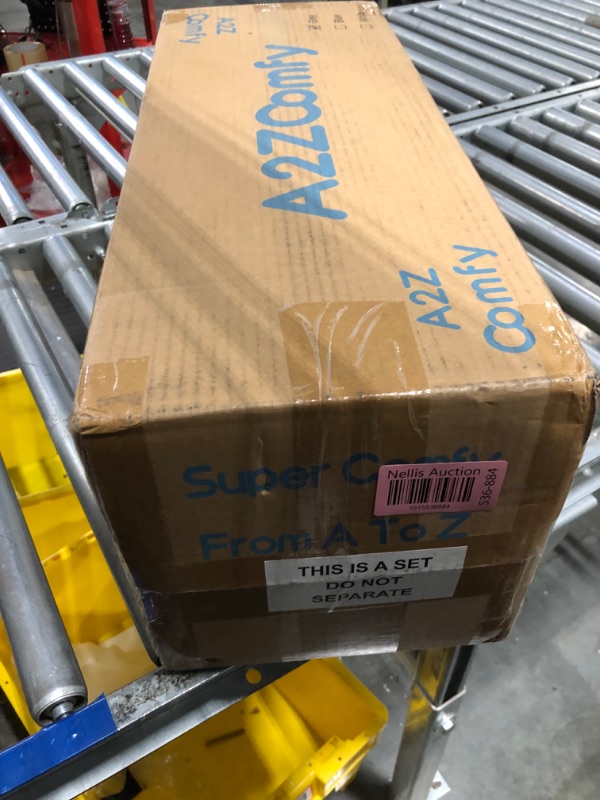 A2Z
Comfy
A2ZComfy
A2Z
Comfy
Super Comfy
From A To Z
Nellis Auction
1015536884
536-884
THIS IS A SET
DO NOT
SEPARATE